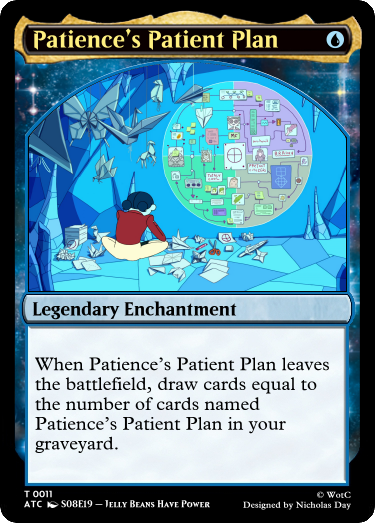 Patience's Patient Plan
Legendary Enchantment
When Patience's Patient Plan leaves
the battlefield, draw cards equal to
the number of cards named
Patience's Patient Plan in your
graveyard.
T 0011
© WotC
ATC S08E19 – Jelly Beans Have Power
Designed by Nicholas Day